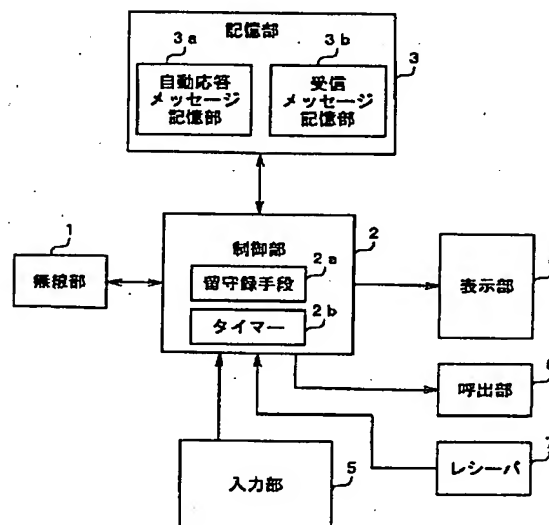 記憶部
3a
3b
3
自動応答
メッセージ
記憶部
受信
メッセージ
記憶部
1
無線部
2
制御部
2a
留守録手段
2b
タイマー
表示部
呼出部
レシーバ
5
入力部